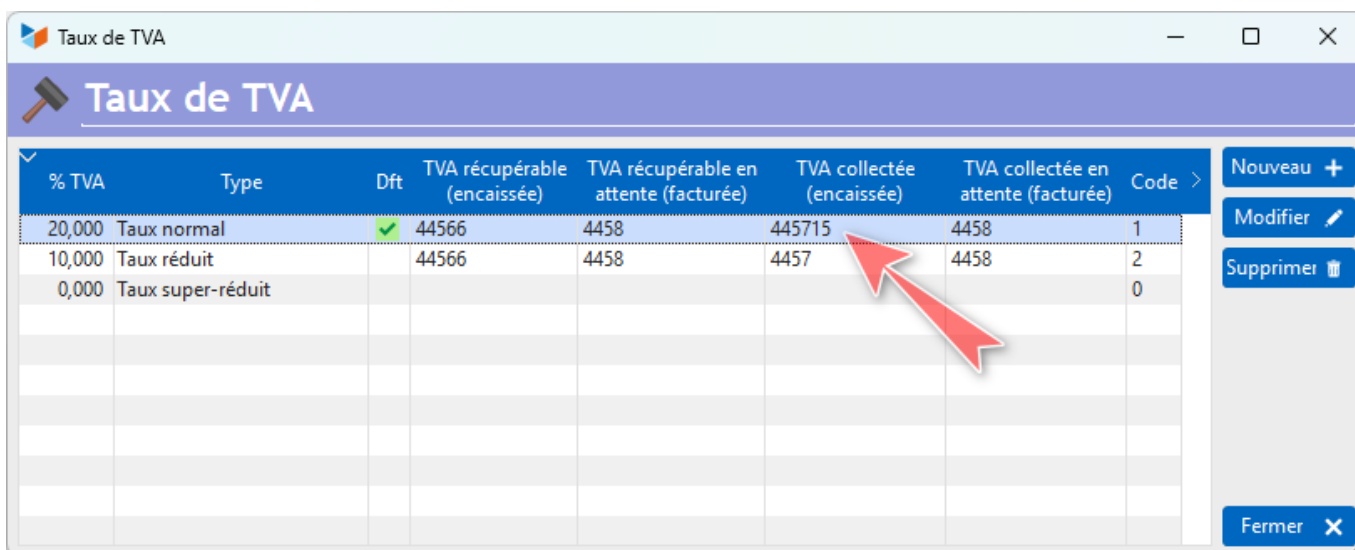 Taux de TVA
Taux de TVA
% TVA Type Dft TVA récupérable (encaissée) TVA récupérable en attente (facturée) TVA collectée (encaissée) TVA collectée en attente (facturée) Code
20,000 Taux normal 44566 4458 445715 4458 1
10,000 Taux réduit 44566 4458 4457 4458 2
0,000 Taux super-réduit 0
Nouveau
Modifier
Supprimer
Fermer